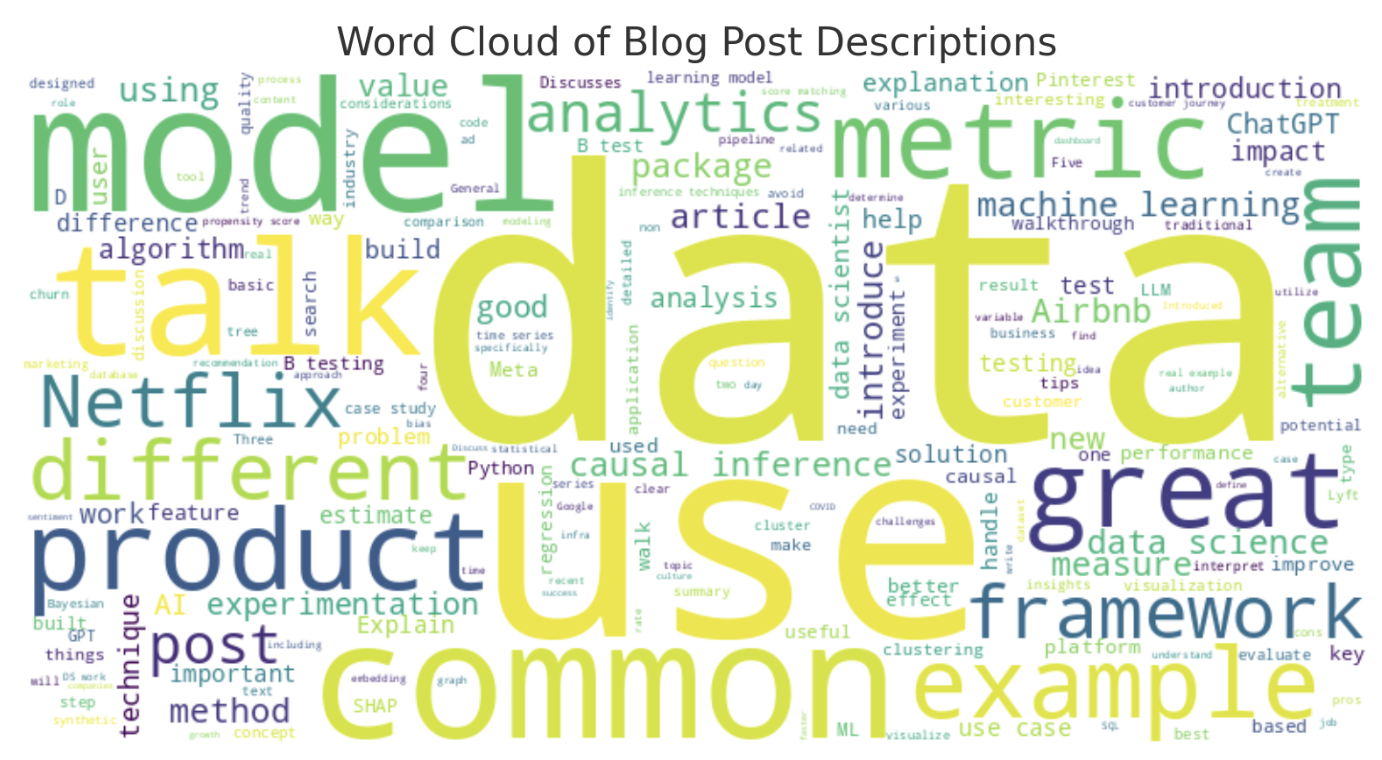 Word Cloud of Blog Post Descriptions
designed
process
using
value
Discusses
learning model
explanation
Pinterest
introduction
role
quality
content
considerations
analytics
score matching
various
interesting
customer journey
treatment
model
code
ad
metric
ChatGPT
B test
pipeline
related
dashboard
user
industry
package
Five
impact
tool
create
D
trend
General
inference techniques
avoid
determine
team
difference
propensity score
way
comparison
modeling
non
article
data scientist
help
machine learning
walkthrough
traditional
algorithm
real
build
detailed
introduce
talk
data
churn
discussion
basic
search
good
identify
analysis
experiment
result
test
LLM
utilize
tree
time series
specifically
variable
Airbnb
Introduced
business
find
marketing
recommendation
B testing
Meta
application
question
testing
idea
real example
database
approach
four
two
day
tips
author
alternative
Netflix
case study
bias
customer
Three
problem
used
need
new
potential
Discuss
statistical
causal inference
solution
one
performance
case
type
different
Python
series
clear
causal
great
define
Lyft
sentiment
work
feature
estimate
regression
Google
use
cluster
COVID
challenges
handle
dataset
write
product
keep
infra
walk
make
data science
time
recent
topic
culture
measure
interpret
improve
Bayesian
AI
experimentation
success
summary
better
effect
insights
visualization
built
technique
Explain
rate
useful
framework
cons
GPT
things
post
including
common
clustering
platform
understand
evaluate
key
will
DS work
companies
important
text
embedding
graph
example
step
method
SHAP
pros
synthetic
growth
concept
faster
ML
visualize
use case
SQL
best
based
job